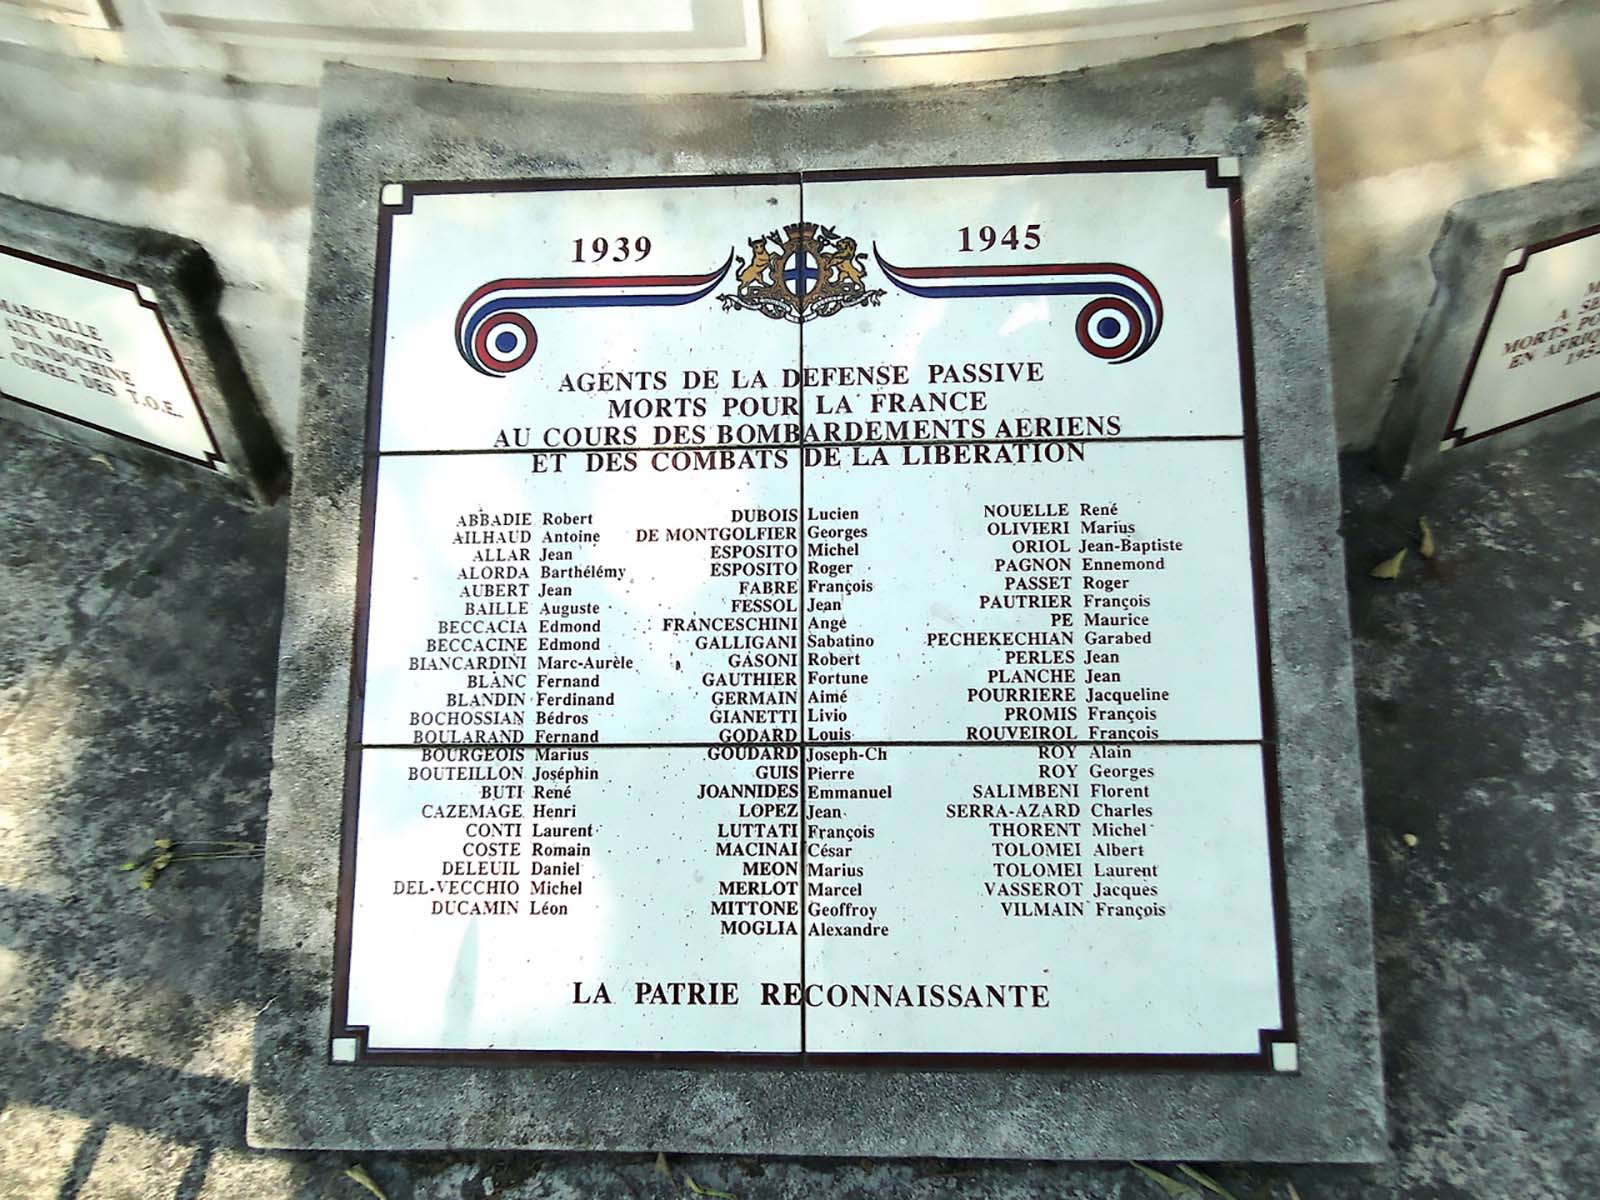 1939
1945
AGENTS DE LA DEFENSE PASSIVE
MORTS POUR LA FRANCE
AU COURS DES BOMBARDEMENTS AERIENS
ET DES COMBATS DE LA LIBERATION
ABBADIE Robert
AILHAUD Antoine
ALLAR Jean
ALORDA Barthélémy
AUBERT Jean
BAILLE Auguste
BECCACIA Edmond
BECCACINE Edmond
BIANCARDINI Marc-Aurèle
BLANC Fernand
BLANDIN Ferdinand
BOCHOSSIAN Bédros
BOULARAND Fernand
BOURGEOIS Marius
BOUTEILLON Joséphin
BUTI René
CAZEMAGE Henri
CONTI Laurent
COSTE Romain
DELEUIL Daniel
DEL-VECCHIO Michel
DUCAMIN Léon
DUBOIS Lucien
DE MONTGOLFIER Georges
ESPOSITO Michel
ESPOSITO Roger
FABRE François
FESSOL Jean
FRANCESCHINI Ange
GALLIGANI Sabatino
GASONI Robert
GAUTHIER Fortune
GERMAIN Aimé
GIANETTI Livio
GODARD Louis
GOUDARD Joseph-Ch
GUIS Pierre
JOANNIDES Emmanuel
LOPEZ Jean
LUTTATI François
MACINAI César
MEON Marius
MERLOT Marcel
MITTONE Geoffroy
MOGLIA Alexandre
NOUELLE René
OLIVIERI Marius
ORIOL Jean-Baptiste
PAGNON Ennemond
PASSET Roger
PAUTRIER François
PE Maurice
PECHEKECHIAN Garabed
PERLES Jean
PLANCHE Jean
POURRIERE Jacqueline
PROMIS François
ROUVEIROL François
ROY Alain
ROY Georges
SALIMBENI Florent
SERRA-AZARD Charles
THORENT Michel
TOLOMEI Albert
TOLOMEI Laurent
VASSEROT Jacques
VILMAIN François
LA PATRIE RECONNAISSANTE
MARSEILLE
AUX MORTS
D'INDOCHINE
COREE DES T.O.E.
A
MORTS
EN